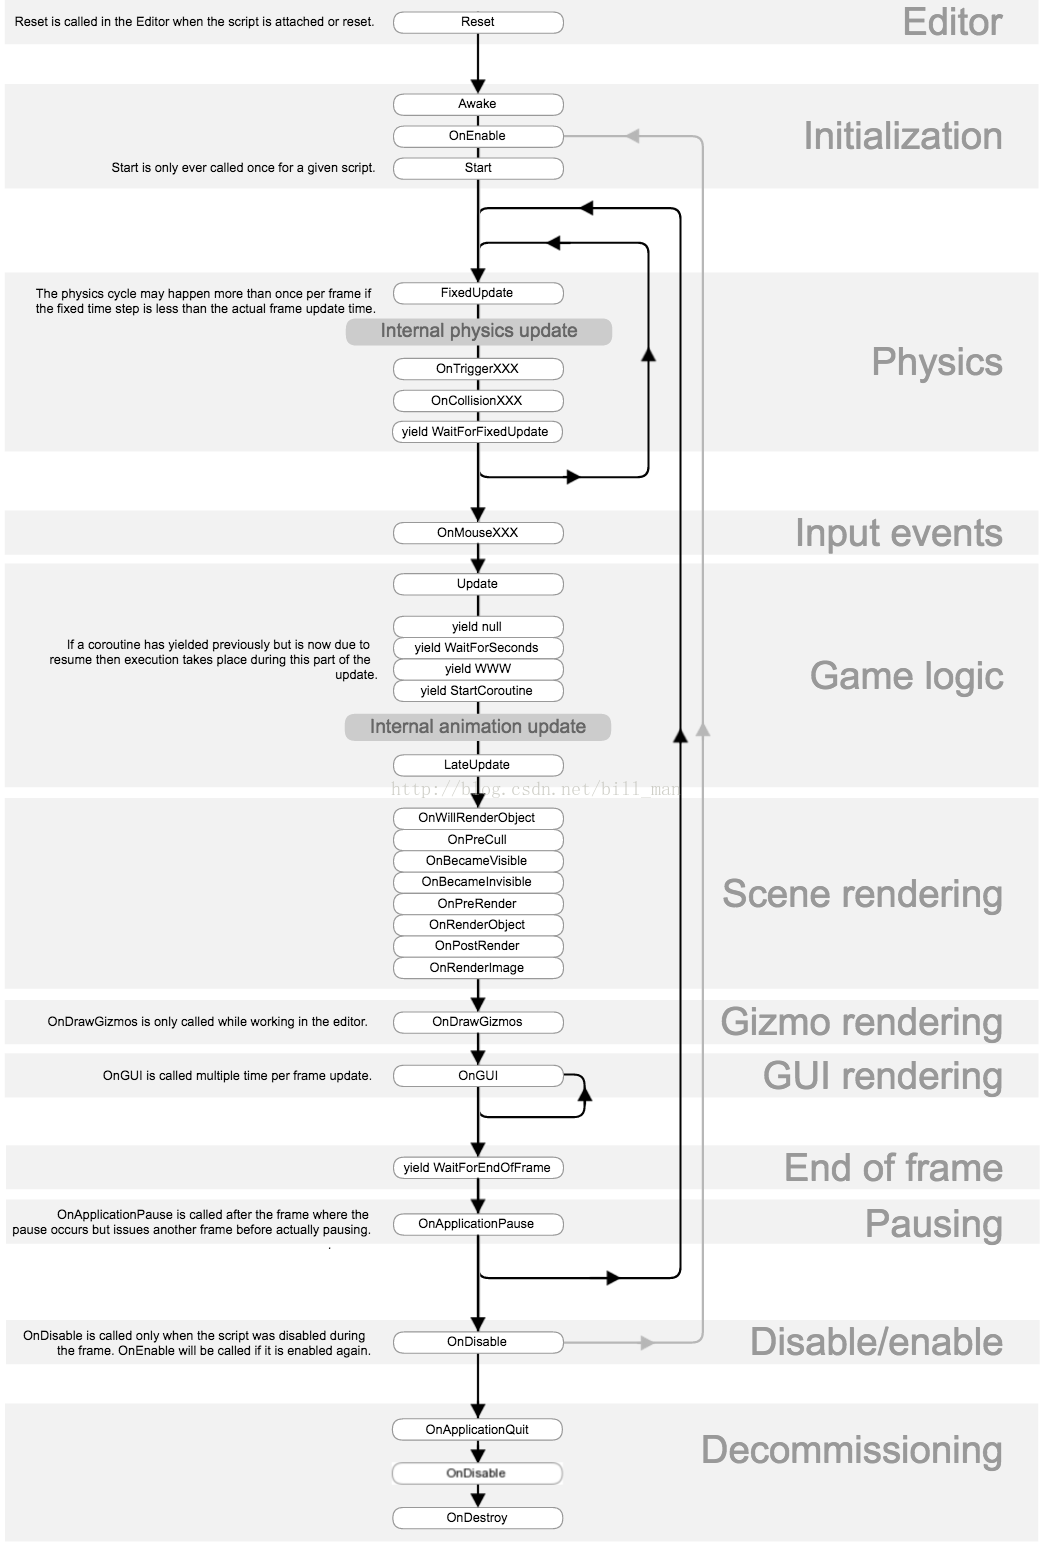 Reset is called in the Editor when the script is attached or reset.
Reset
Editor
Awake
OnEnable
Initialization
Start is only ever called once for a given script.
Start
The physics cycle may happen more than once per frame if
the fixed time step is less than the actual frame update time.
FixedUpdate
Internal physics update
Physics
OnTriggerXXX
OnCollisionXXX
yield WaitForFixedUpdate
OnMouseXXX
Input events
Update
yield null
If a coroutine has yielded previously but is now due to
resume then execution takes place during this part of the
update.
yield WaitForSeconds
yield WWW
yield StartCoroutine
Game logic
Internal animation update
LateUpdate
http://blog.csdn.net/bill_man
OnWillRenderObject
OnPreCull
OnBecameVisible
OnBecameInvisible
Scene rendering
OnPreRender
OnRenderObject
OnPostRender
OnRenderImage
OnDrawGizmos is only called while working in the editor.
OnDrawGizmos
Gizmo rendering
OnGUI is called multiple time per frame update.
OnGUI
GUI rendering
yield WaitForEndOfFrame
End of frame
OnApplicationPause is called after the frame where the
pause occurs but issues another frame before actually pausing.
.
OnApplicationPause
Pausing
OnDisable is called only when the script was disabled during
the frame. OnEnable will be called if it is enabled again.
OnDisable
Disable/enable
OnApplicationQuit
Decommissioning
OnDisable
OnDestroy